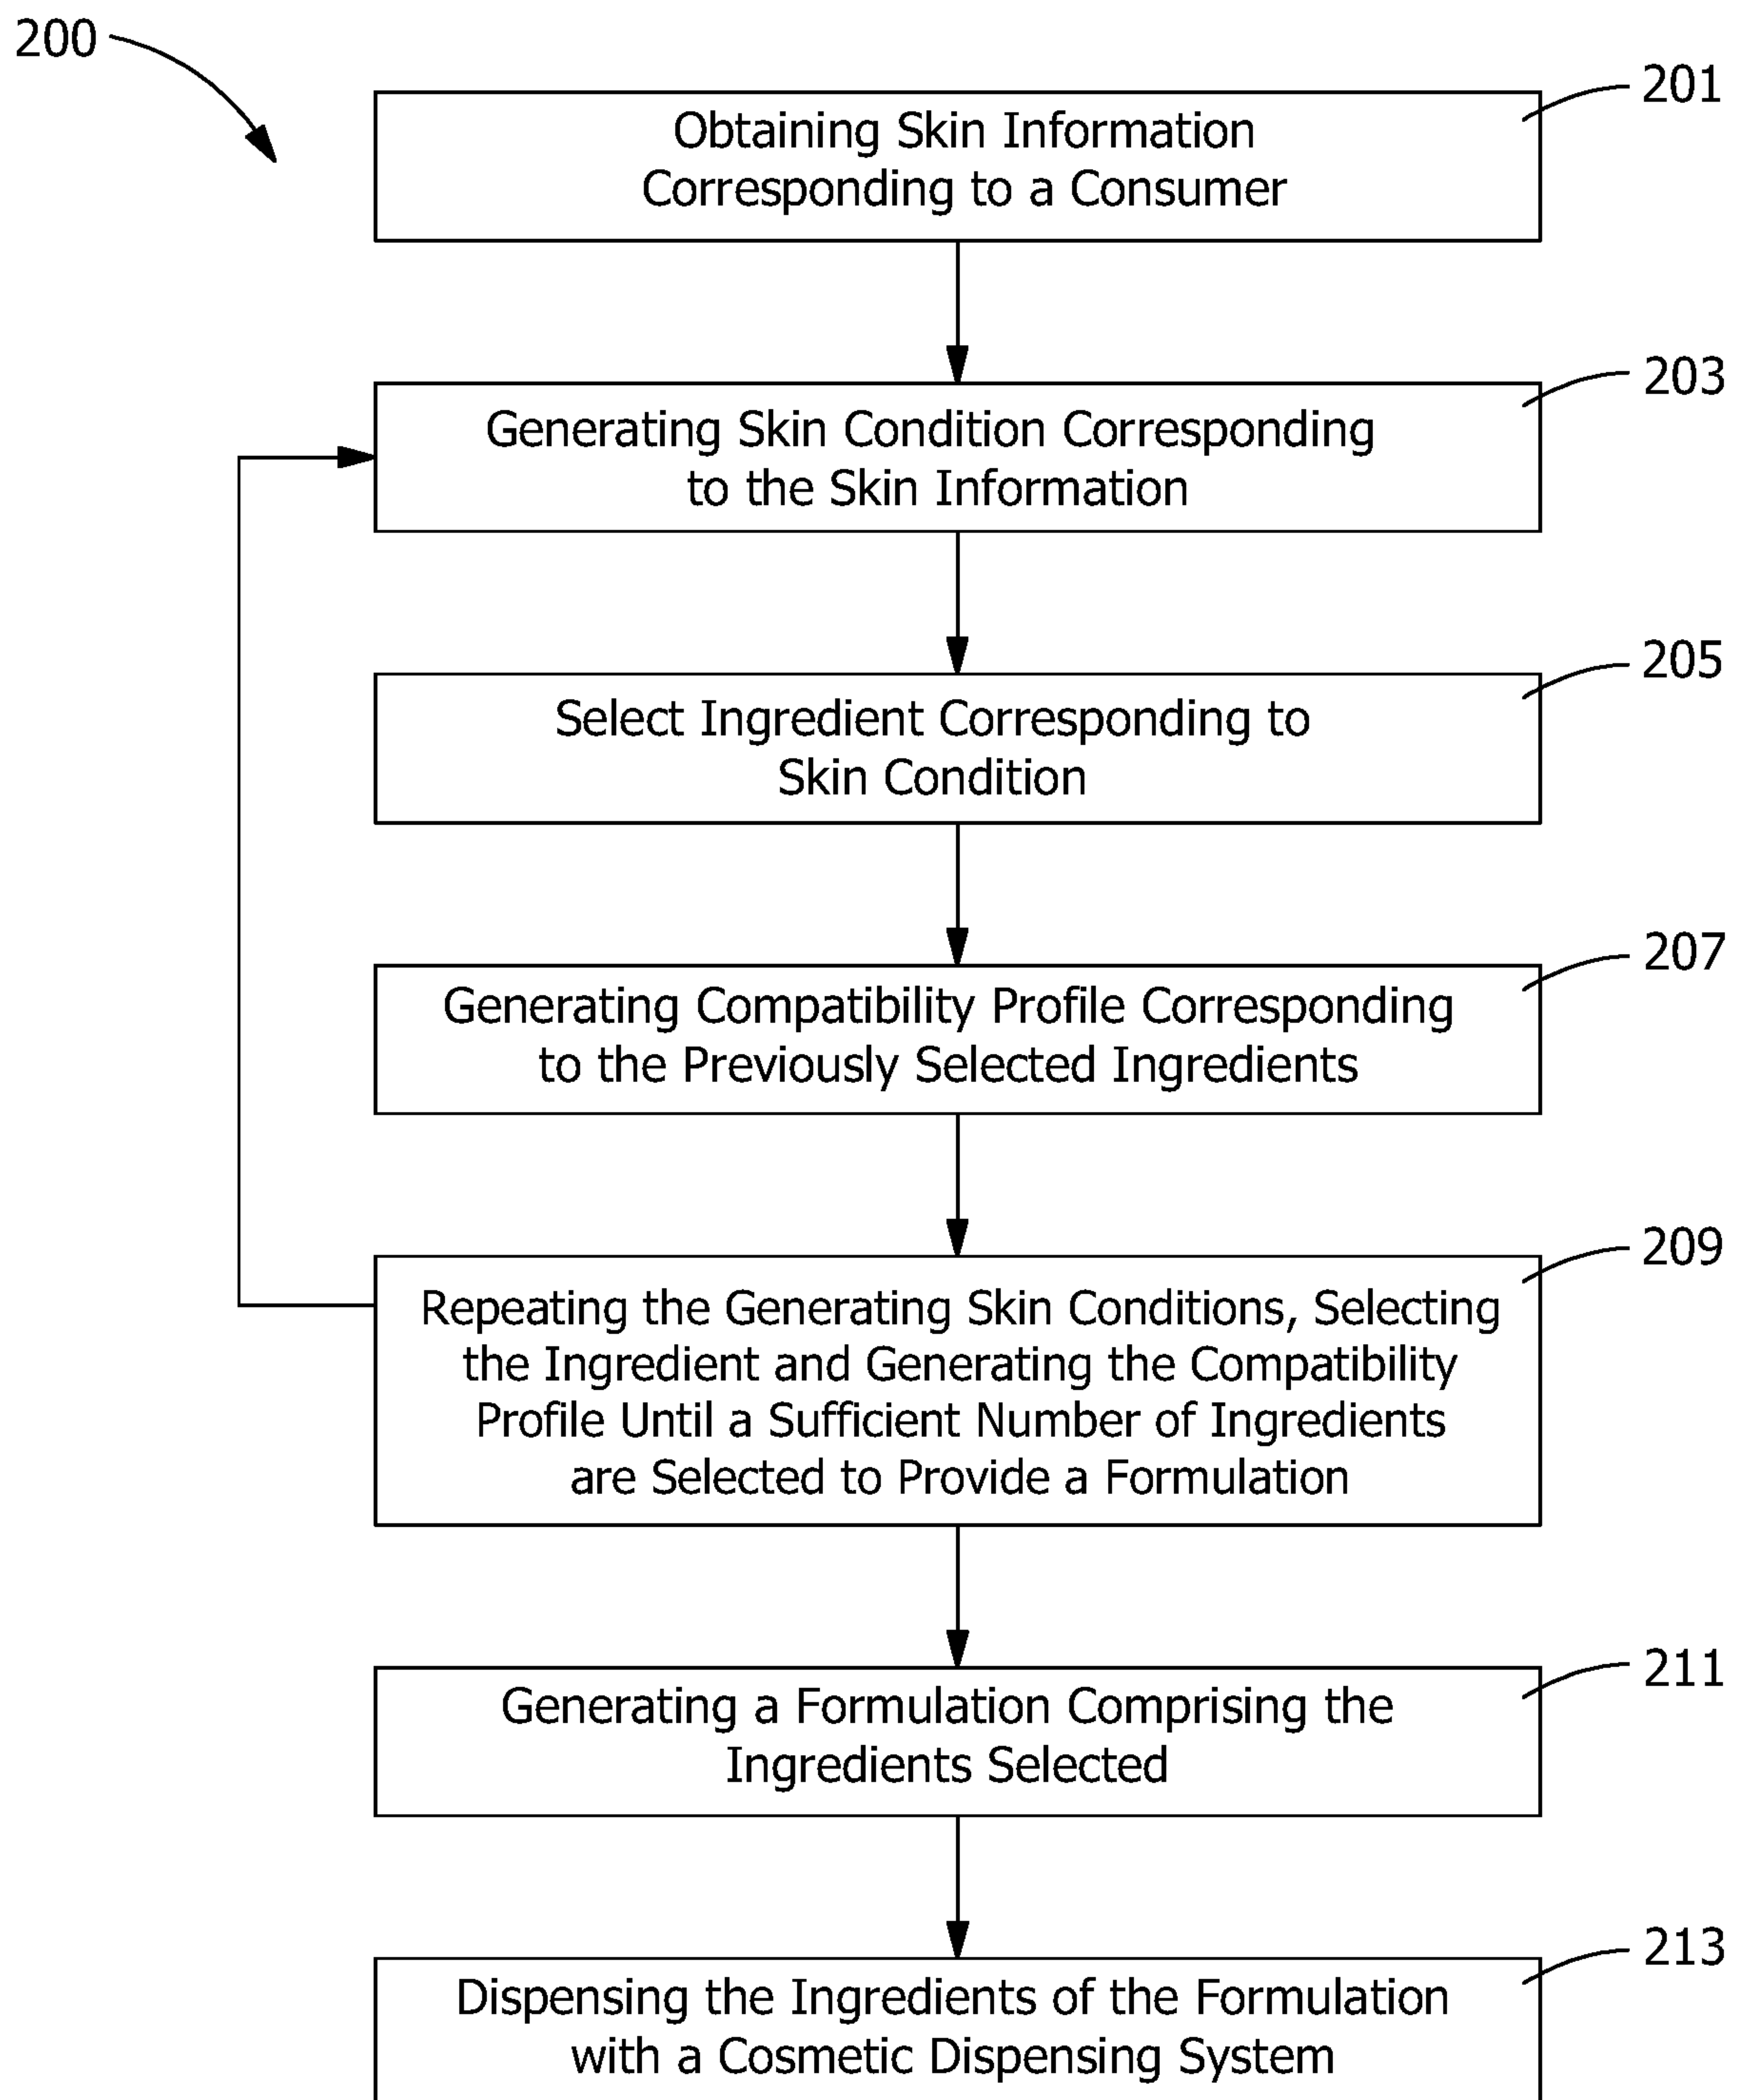 200
201
Obtaining Skin Information
Corresponding to a Consumer
203
Generating Skin Condition Corresponding
to the Skin Information
205
Select Ingredient Corresponding to
Skin Condition
207
Generating Compatibility Profile Corresponding
to the Previously Selected Ingredients
209
Repeating the Generating Skin Conditions, Selecting
the Ingredient and Generating the Compatibility
Profile Until a Sufficient Number of Ingredients
are Selected to Provide a Formulation
211
Generating a Formulation Comprising the
Ingredients Selected
213
Dispensing the Ingredients of the Formulation
with a Cosmetic Dispensing System